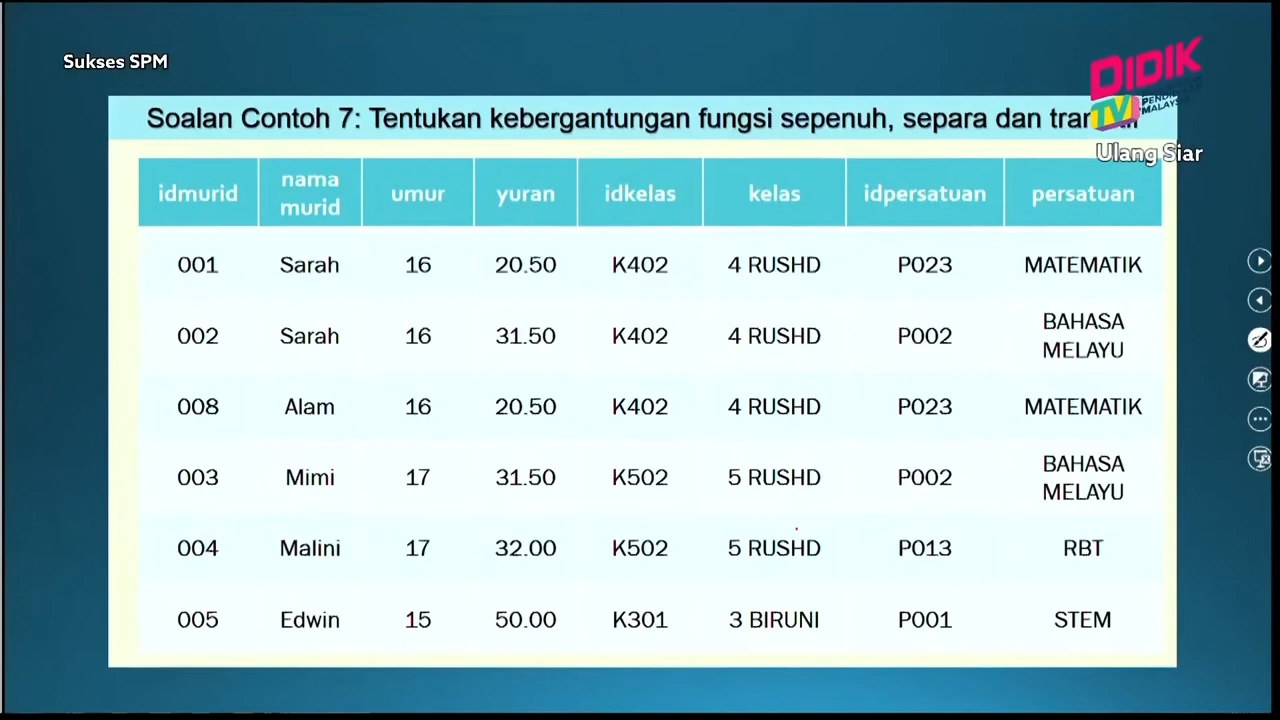 Sukses SPM
DIDIK
TV
PENDIDIKAN
MALAYSIA
Ulang Siar
Soalan Contoh 7: Tentukan kebergantungan fungsi sepenuh, separa dan
idmurid nama murid umur yuran idkelas kelas idpersatuan persatuan
001 Sarah 16 20.50 K402 4 RUSHD P023 MATEMATIK
002 Sarah 16 31.50 K402 4 RUSHD P002 BAHASA MELAYU
008 Alam 16 20.50 K402 4 RUSHD P023 MATEMATIK
003 Mimi 17 31.50 K502 5 RUSHD P002 BAHASA MELAYU
004 Malini 17 32.00 K502 5 RUSHD P013 RBT
005 Edwin 15 50.00 K301 3 BIRUNI P001 STEM